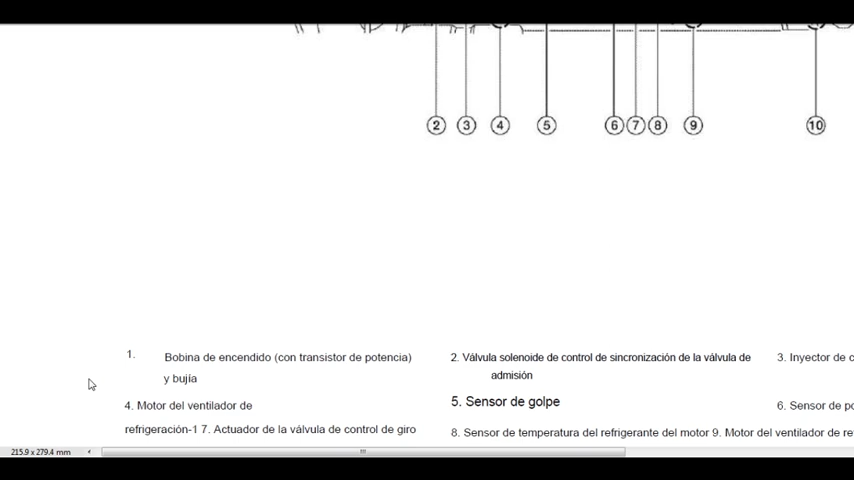 2 3 4 5 6 7 8 9 10
1. Bobina de encendido (con transistor de potencia)
y bujía
2. Válvula solenoide de control de sincronización de la válvula de
admisión
3. Inyector de
4. Motor del ventilador de
5. Sensor de golpe
6. Sensor de
refrigeración-1 7. Actuador de la válvula de control de giro
8. Sensor de temperatura del refrigerante del motor 9. Motor del ventilador de
215.9 x 279.4 mm